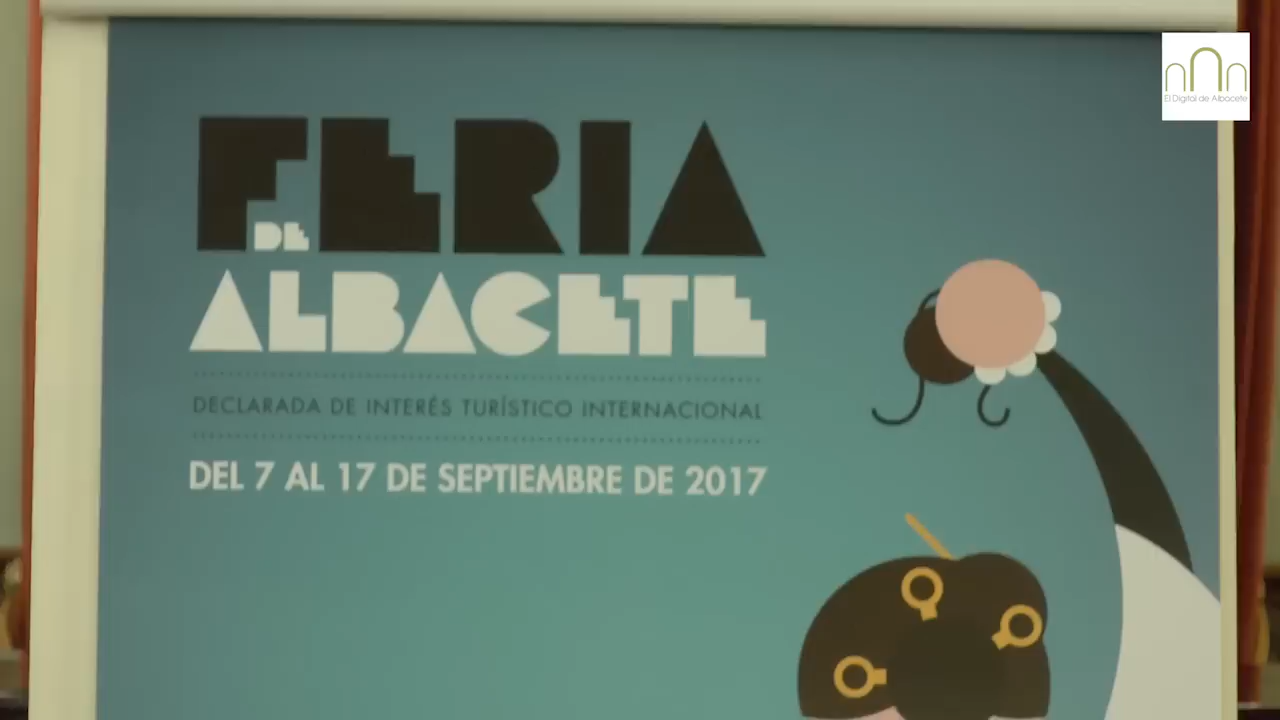 El Digital de Albacete
FERIA
DE
ALBACETE
DECLARADA DE INTERÉS TURÍSTICO INTERNACIONAL
DEL 7 AL 17 DE SEPTIEMBRE DE 2017